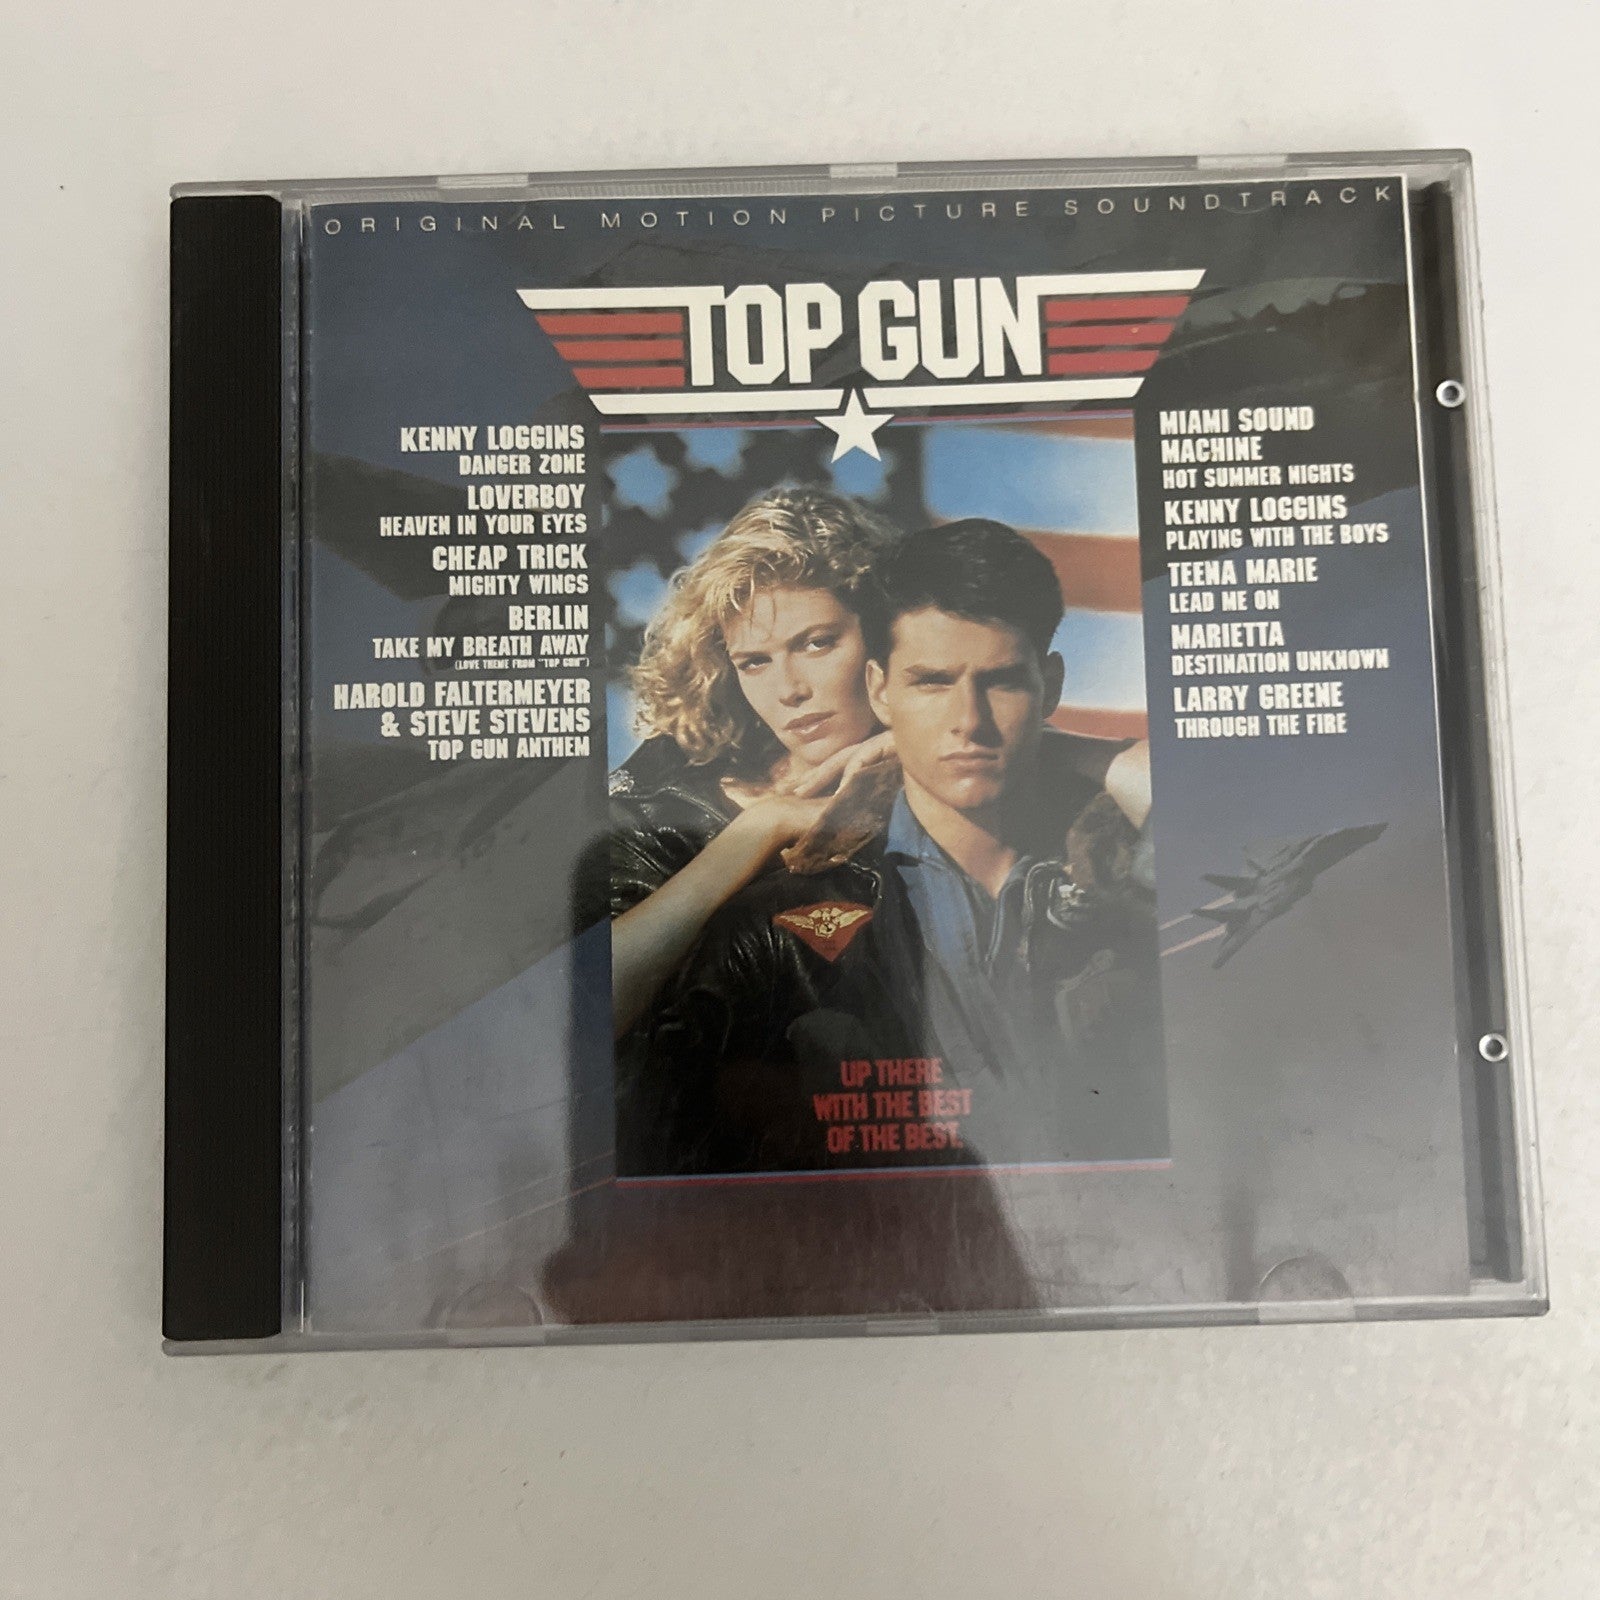 ORIGINAL MOTION PICTURE SOUNDTRACK
TOP GUN
KENNY LOGGINS
DANGER ZONE
LOVERBOY
HEAVEN IN YOUR EYES
CHEAP TRICK
MIGHTY WINGS
BERLIN
TAKE MY BREATH AWAY
(LOVE THEME FROM "TOP GUN")
HAROLD FALTERMEYER
& STEVE STEVENS
TOP GUN ANTHEM
MIAMI SOUND
MACHINE
HOT SUMMER NIGHTS
KENNY LOGGINS
PLAYING WITH THE BOYS
TEENA MARIE
LEAD ME ON
MARIETTA
DESTINATION UNKNOWN
LARRY GREENE
THROUGH THE FIRE
UP THERE
WITH THE BEST
OF THE BEST.